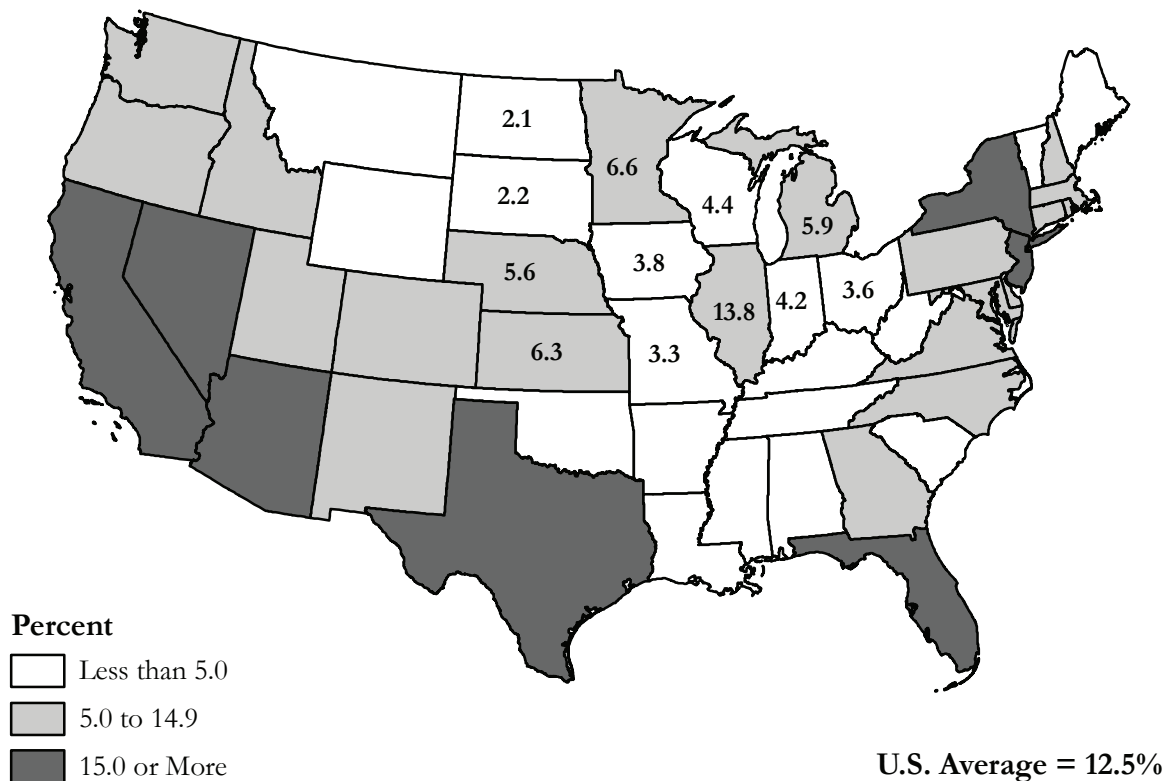 2.1
6.6
2.2
4.4
5.9
3.8
5.6
3.6
4.2
13.8
6.3
3.3
Percent
Less than 5.0
5.0 to 14.9
15.0 or More
U.S. Average = 12.5%